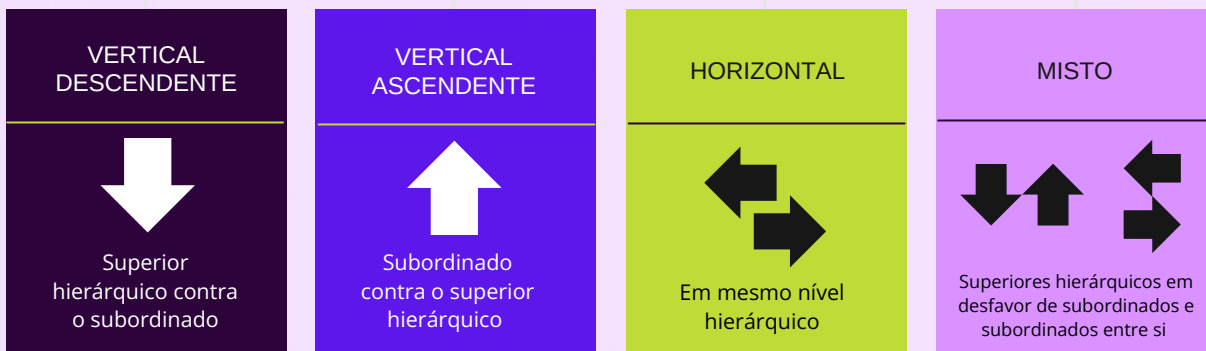 VERTICAL
DESCENDENTE
Superior
hierárquico contra
o subordinado
VERTICAL
ASCENDENTE
Subordinado
contra o superior
hierárquico
HORIZONTAL
Em mesmo nível
hierárquico
MISTO
Superiores hierárquicos em
desfavor de subordinados e
subordinados entre si